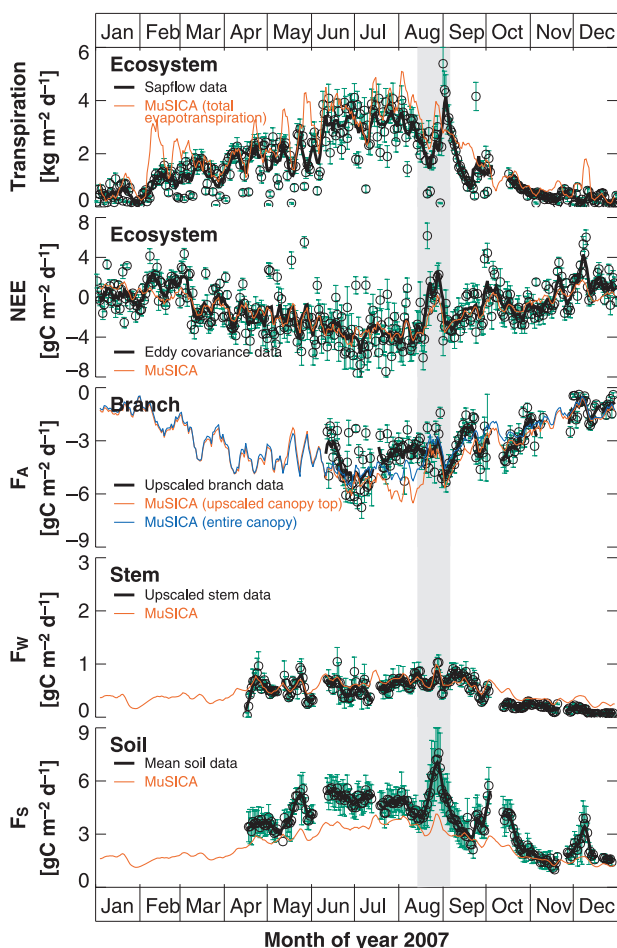 Jan Feb Mar Apr May Jun Jul Aug Sep Oct Nov Dec
Transpiration
[kg m−2 d−1]
6
4
2
0
Ecosystem
Sapflow data
MuSICA (total
evapotranspiration)
NEE
[gC m−2 d−1]
8
4
0
−4
−8
Ecosystem
Eddy covariance data
MuSICA
FA
[gC m−2 d−1]
0
−3
−6
−9
Branch
Upscaled branch data
MuSICA (upscaled canopy top)
MuSICA (entire canopy)
FW
[gC m−2 d−1]
3
2
1
0
Stem
Upscaled stem data
MuSICA
FS
[gC m−2 d−1]
9
6
3
0
Soil
Mean soil data
MuSICA
Jan Feb Mar Apr May Jun Jul Aug Sep Oct Nov Dec
Month of year 2007